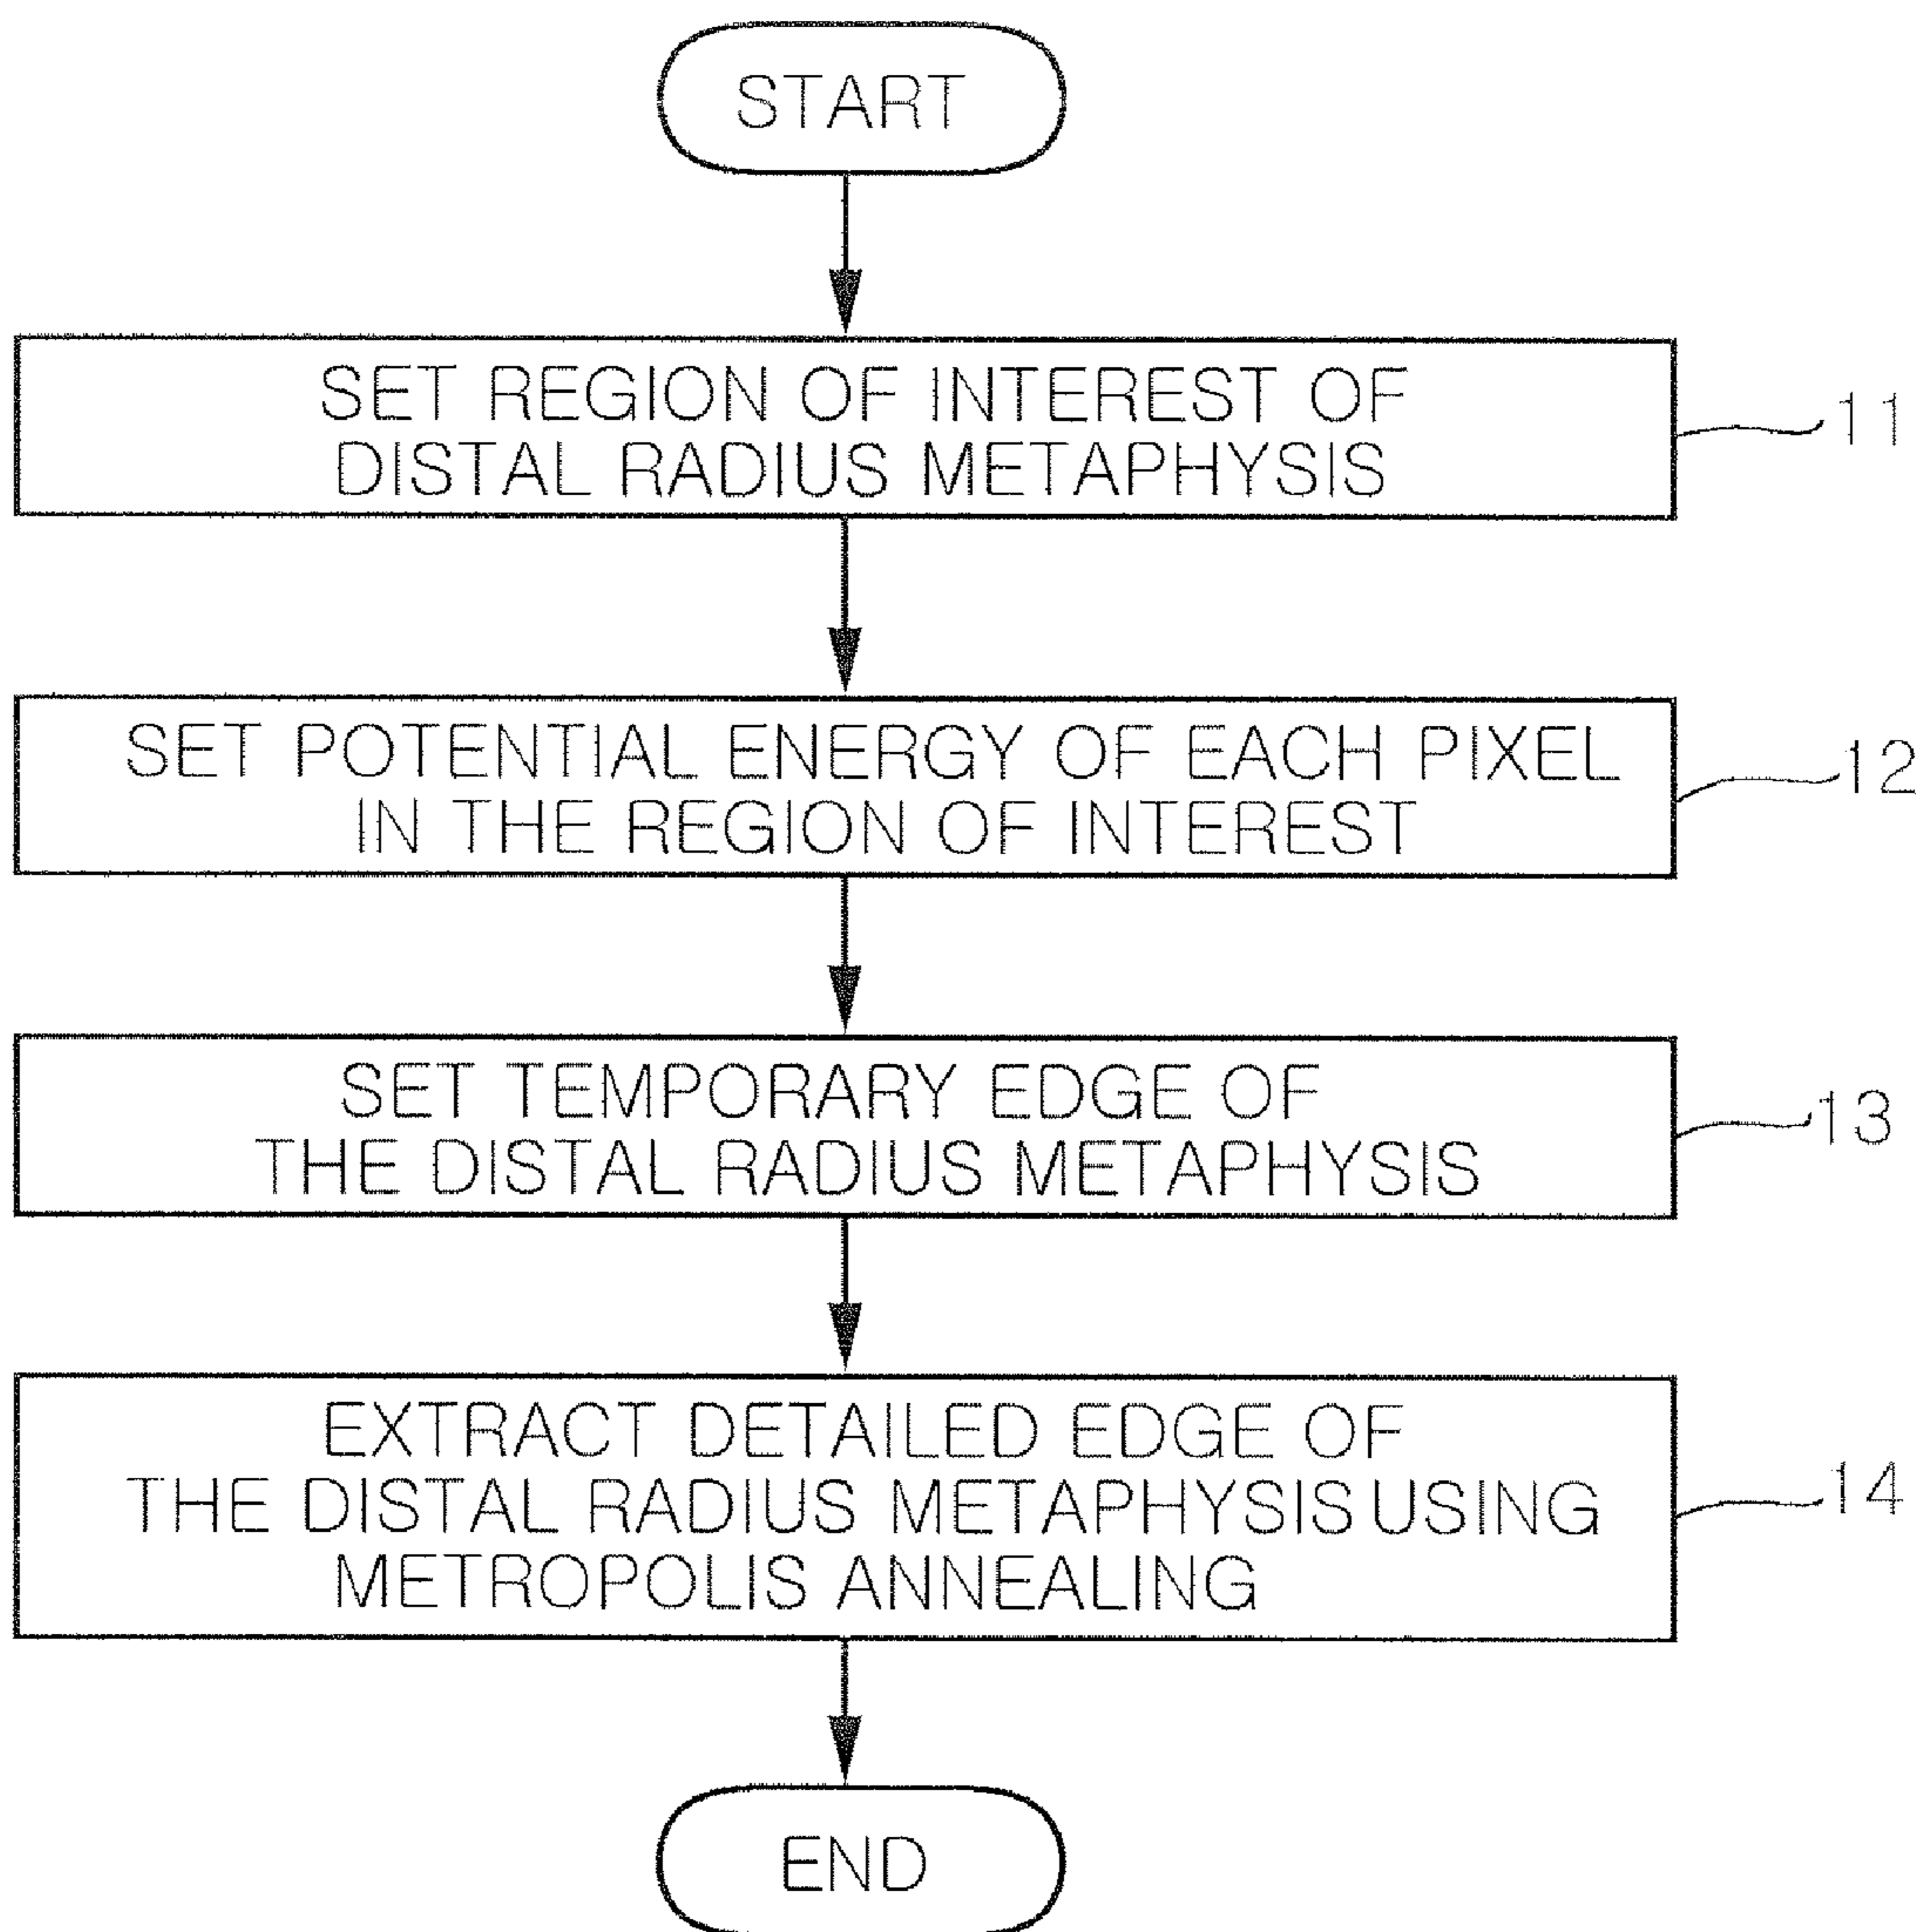 START
SET REGION OF INTEREST OF
DISTAL RADIUS METAPHYSIS
11
SET POTENTIAL ENERGY OF EACH PIXEL
IN THE REGION OF INTEREST
12
SET TEMPORARY EDGE OF
THE DISTAL RADIUS METAPHYSIS
13
EXTRACT DETAILED EDGE OF
THE DISTAL RADIUS METAPHYSIS USING
METROPOLIS ANNEALING
14
END